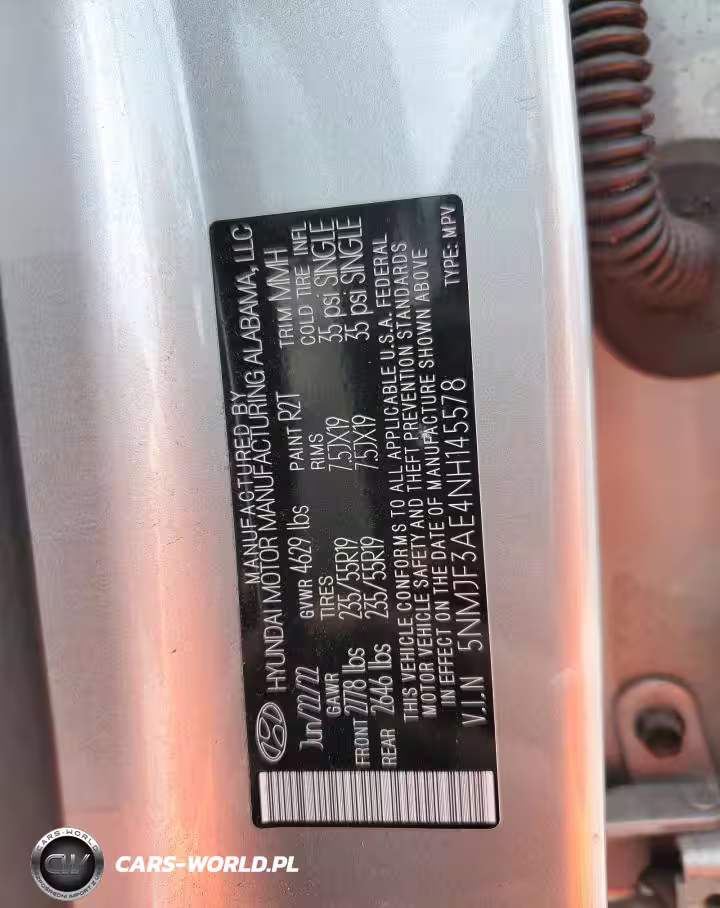 MANUFACTURED BY
HYUNDAI MOTOR MANUFACTURING ALABAMA, LLC
Jun/22/22 GVWR 4629 lbs PAINT R2T TRIM MMH
GAWR TIRES RIMS COLD TIRE INFL
FRONT 2778 lbs 235/55R19 7.5JX19 35 psi SINGLE
REAR 2646 lbs 235/55R19 7.5JX19 35 psi SINGLE
THIS VEHICLE CONFORMS TO ALL APPLICABLE U.S.A. FEDERAL
MOTOR VEHICLE SAFETY AND THEFT PREVENTION STANDARDS
IN EFFECT ON THE DATE OF MANUFACTURE SHOWN ABOVE
V.I.N 5NMJF3AE4NH145578 TYPE: MPV
CARS-WORLD
CW
CARS-WORLD.PL